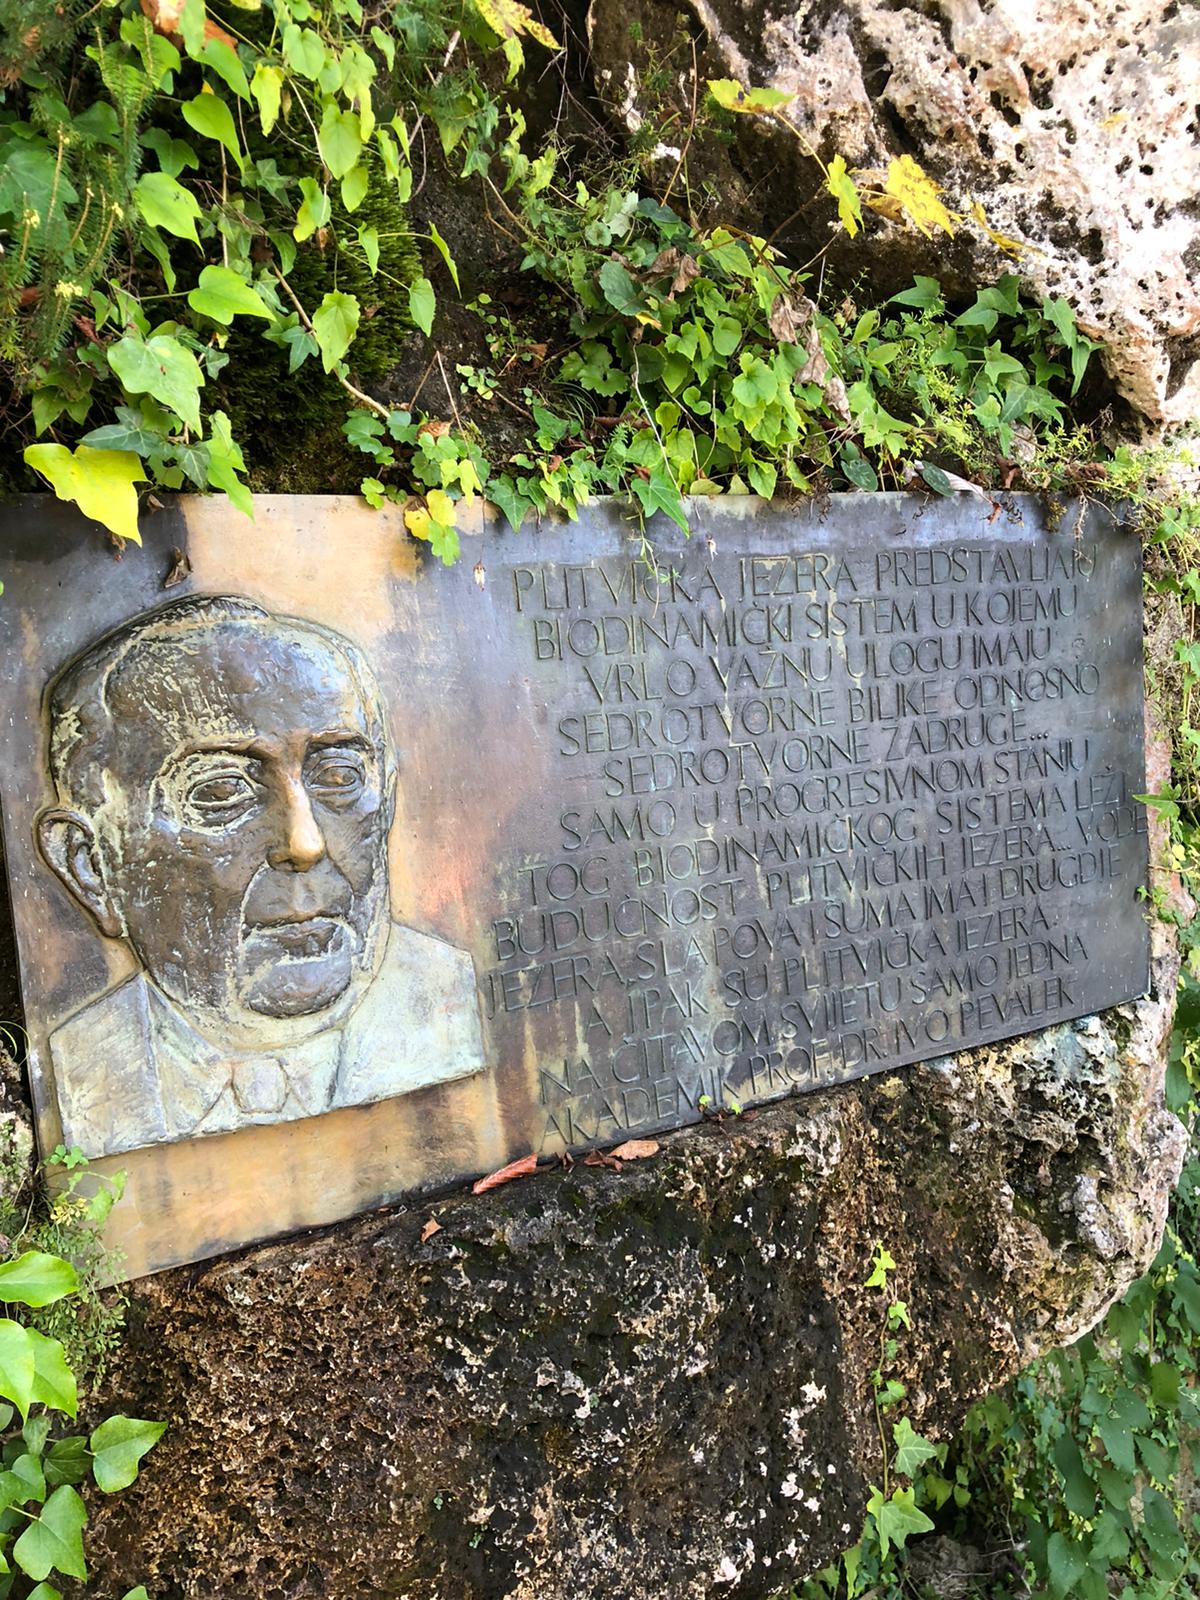 PLITVIČKA JEZERA PREDSTAVLJAJU
BIODINAMIČKI SISTEM U KOJEMU
VRLO VAŽNU ULOGU IMAJU
SEDROTVORNE BILJKE ODNOSNO
SEDROTVORNE ZADRUGE...
SAMO U PROGRESIVNOM STANJU
TOG BIODINAMIČKOG SISTEMA LEŽI
BUDUĆNOST PLITVIČKIH JEZERA... VODE
JEZERA, SLAPOVA I ŠUMA IMA I DRUGDJE
A IPAK SU PLITVIČKA JEZERA
NA ČITAVOM SVIJETU SAMO JEDNA
AKADEMIK PROF. DR. IVO PEVALEK